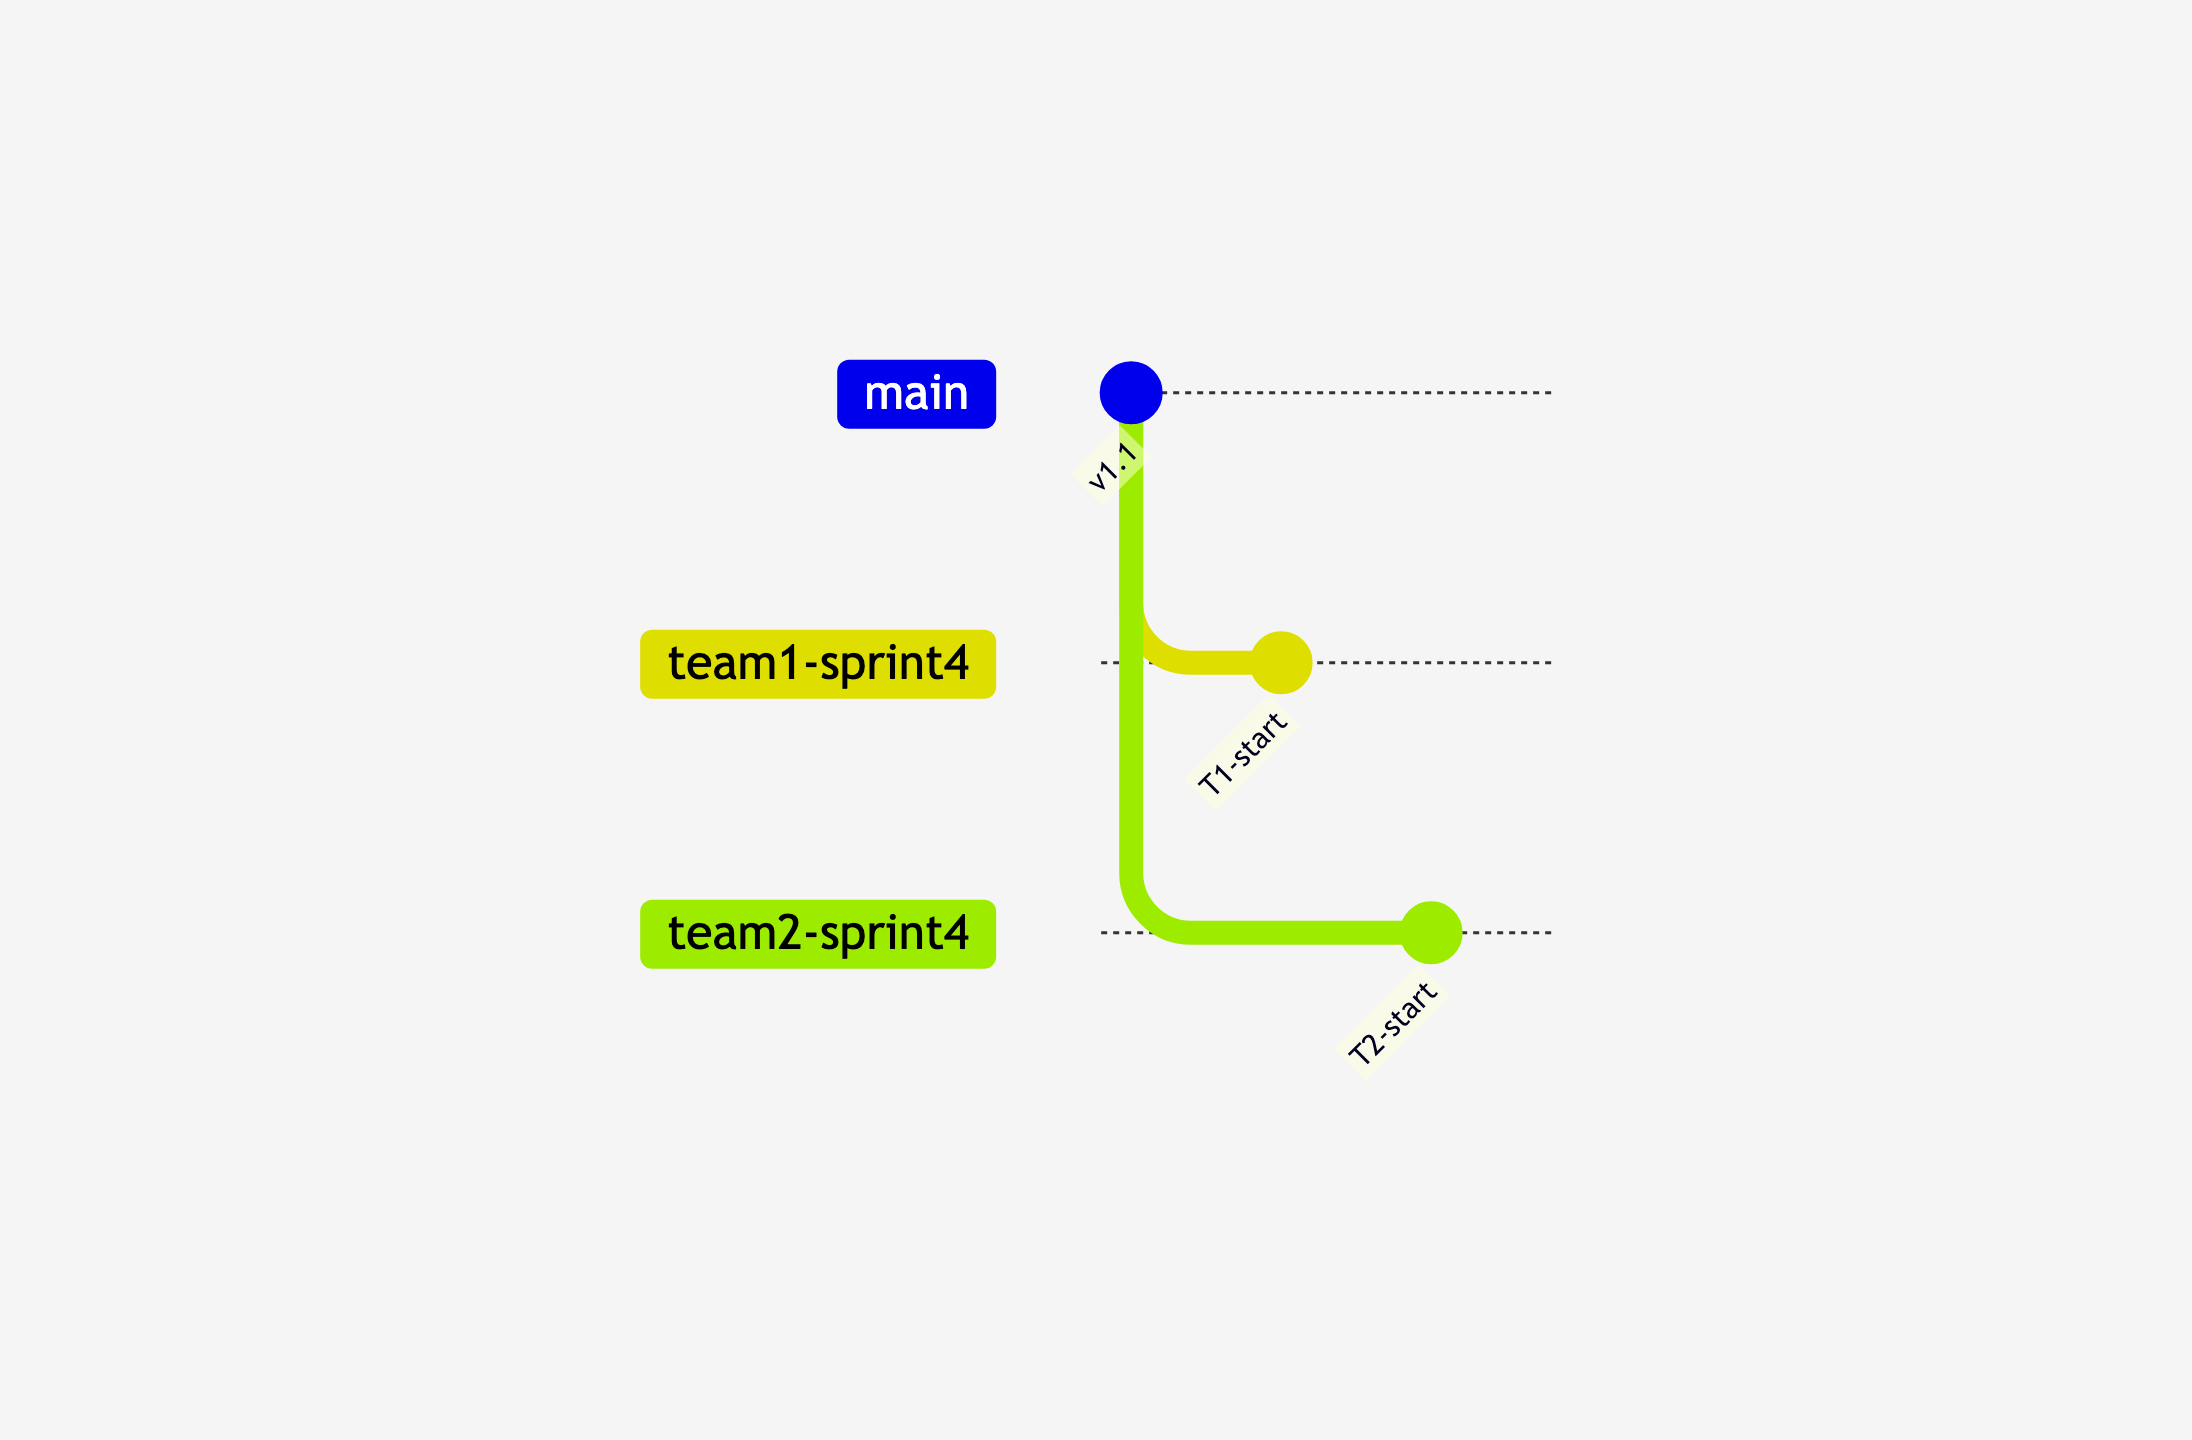 main
v1.1
team1-sprint4
T1-start
team2-sprint4
T2-start